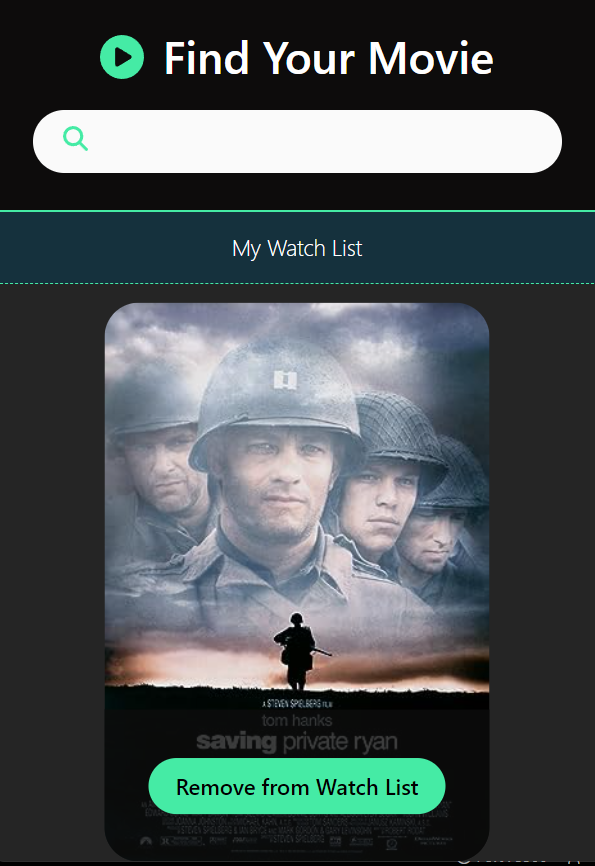 Find Your Movie
My Watch List
A STEVEN SPIELBERG FILM
tom hanks
saving private ryan
Remove from Watch List